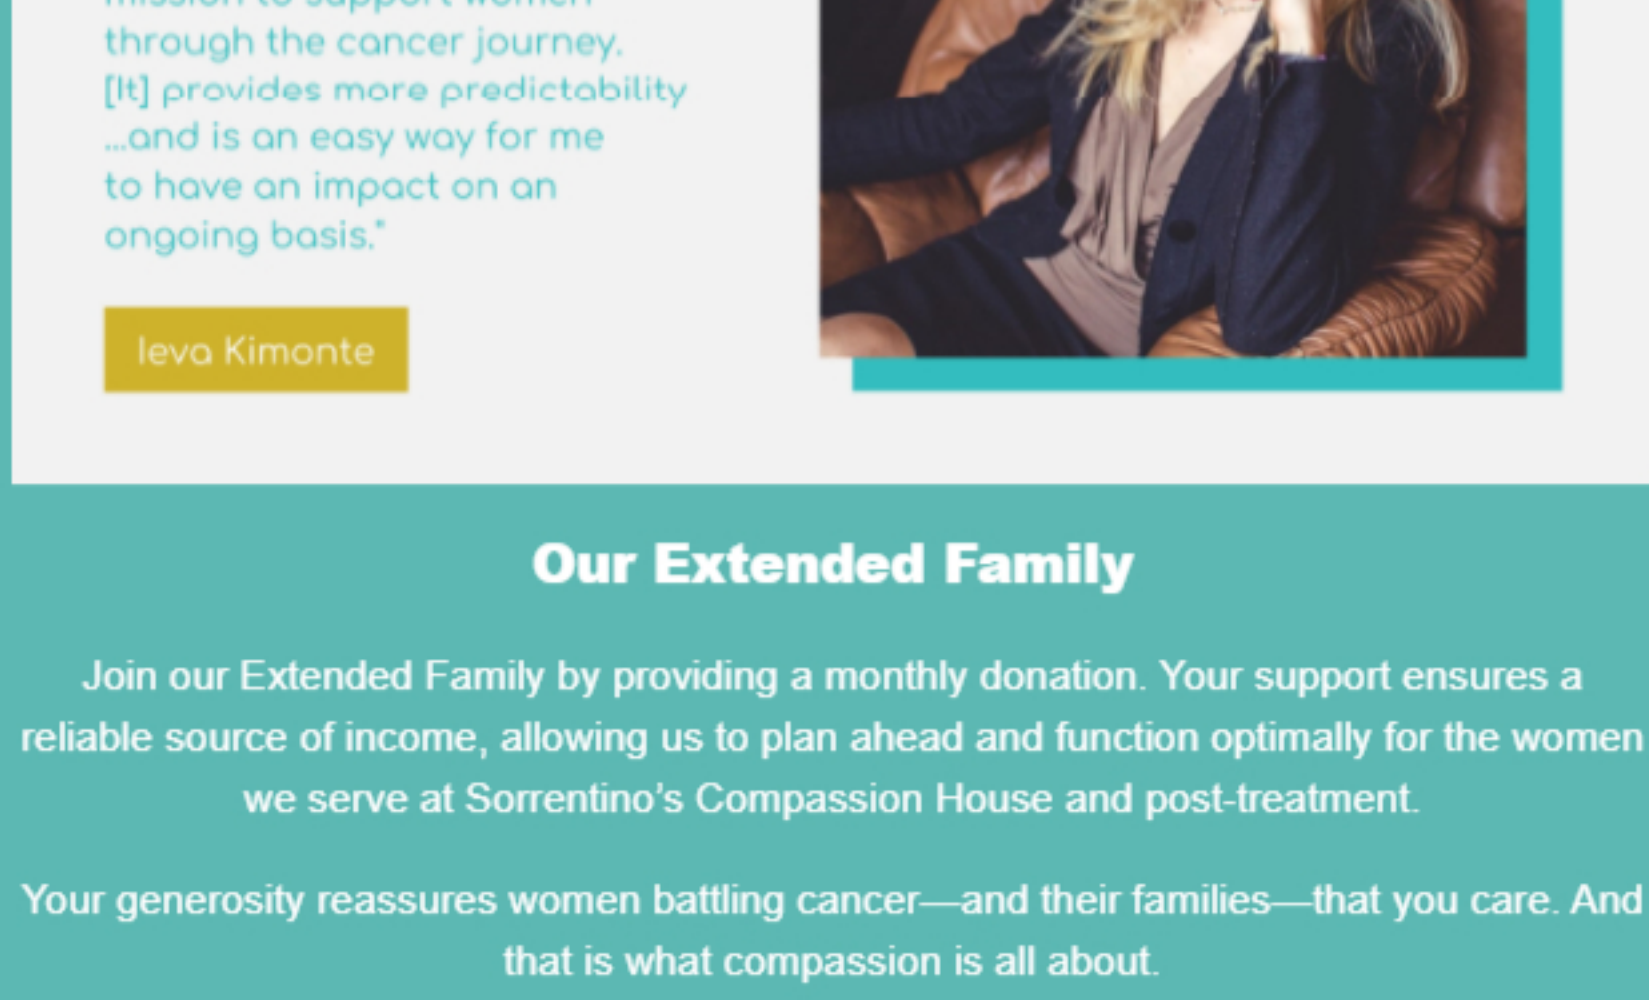 mission to support women
through the cancer journey.
[It] provides more predictability
...and is an easy way for me
to have an impact on an
ongoing basis."
Ieva Kimonte
Our Extended Family
Join our Extended Family by providing a monthly donation. Your support ensures a
reliable source of income, allowing us to plan ahead and function optimally for the women
we serve at Sorrentino’s Compassion House and post-treatment.
Your generosity reassures women battling cancer—and their families—that you care. And
that is what compassion is all about.